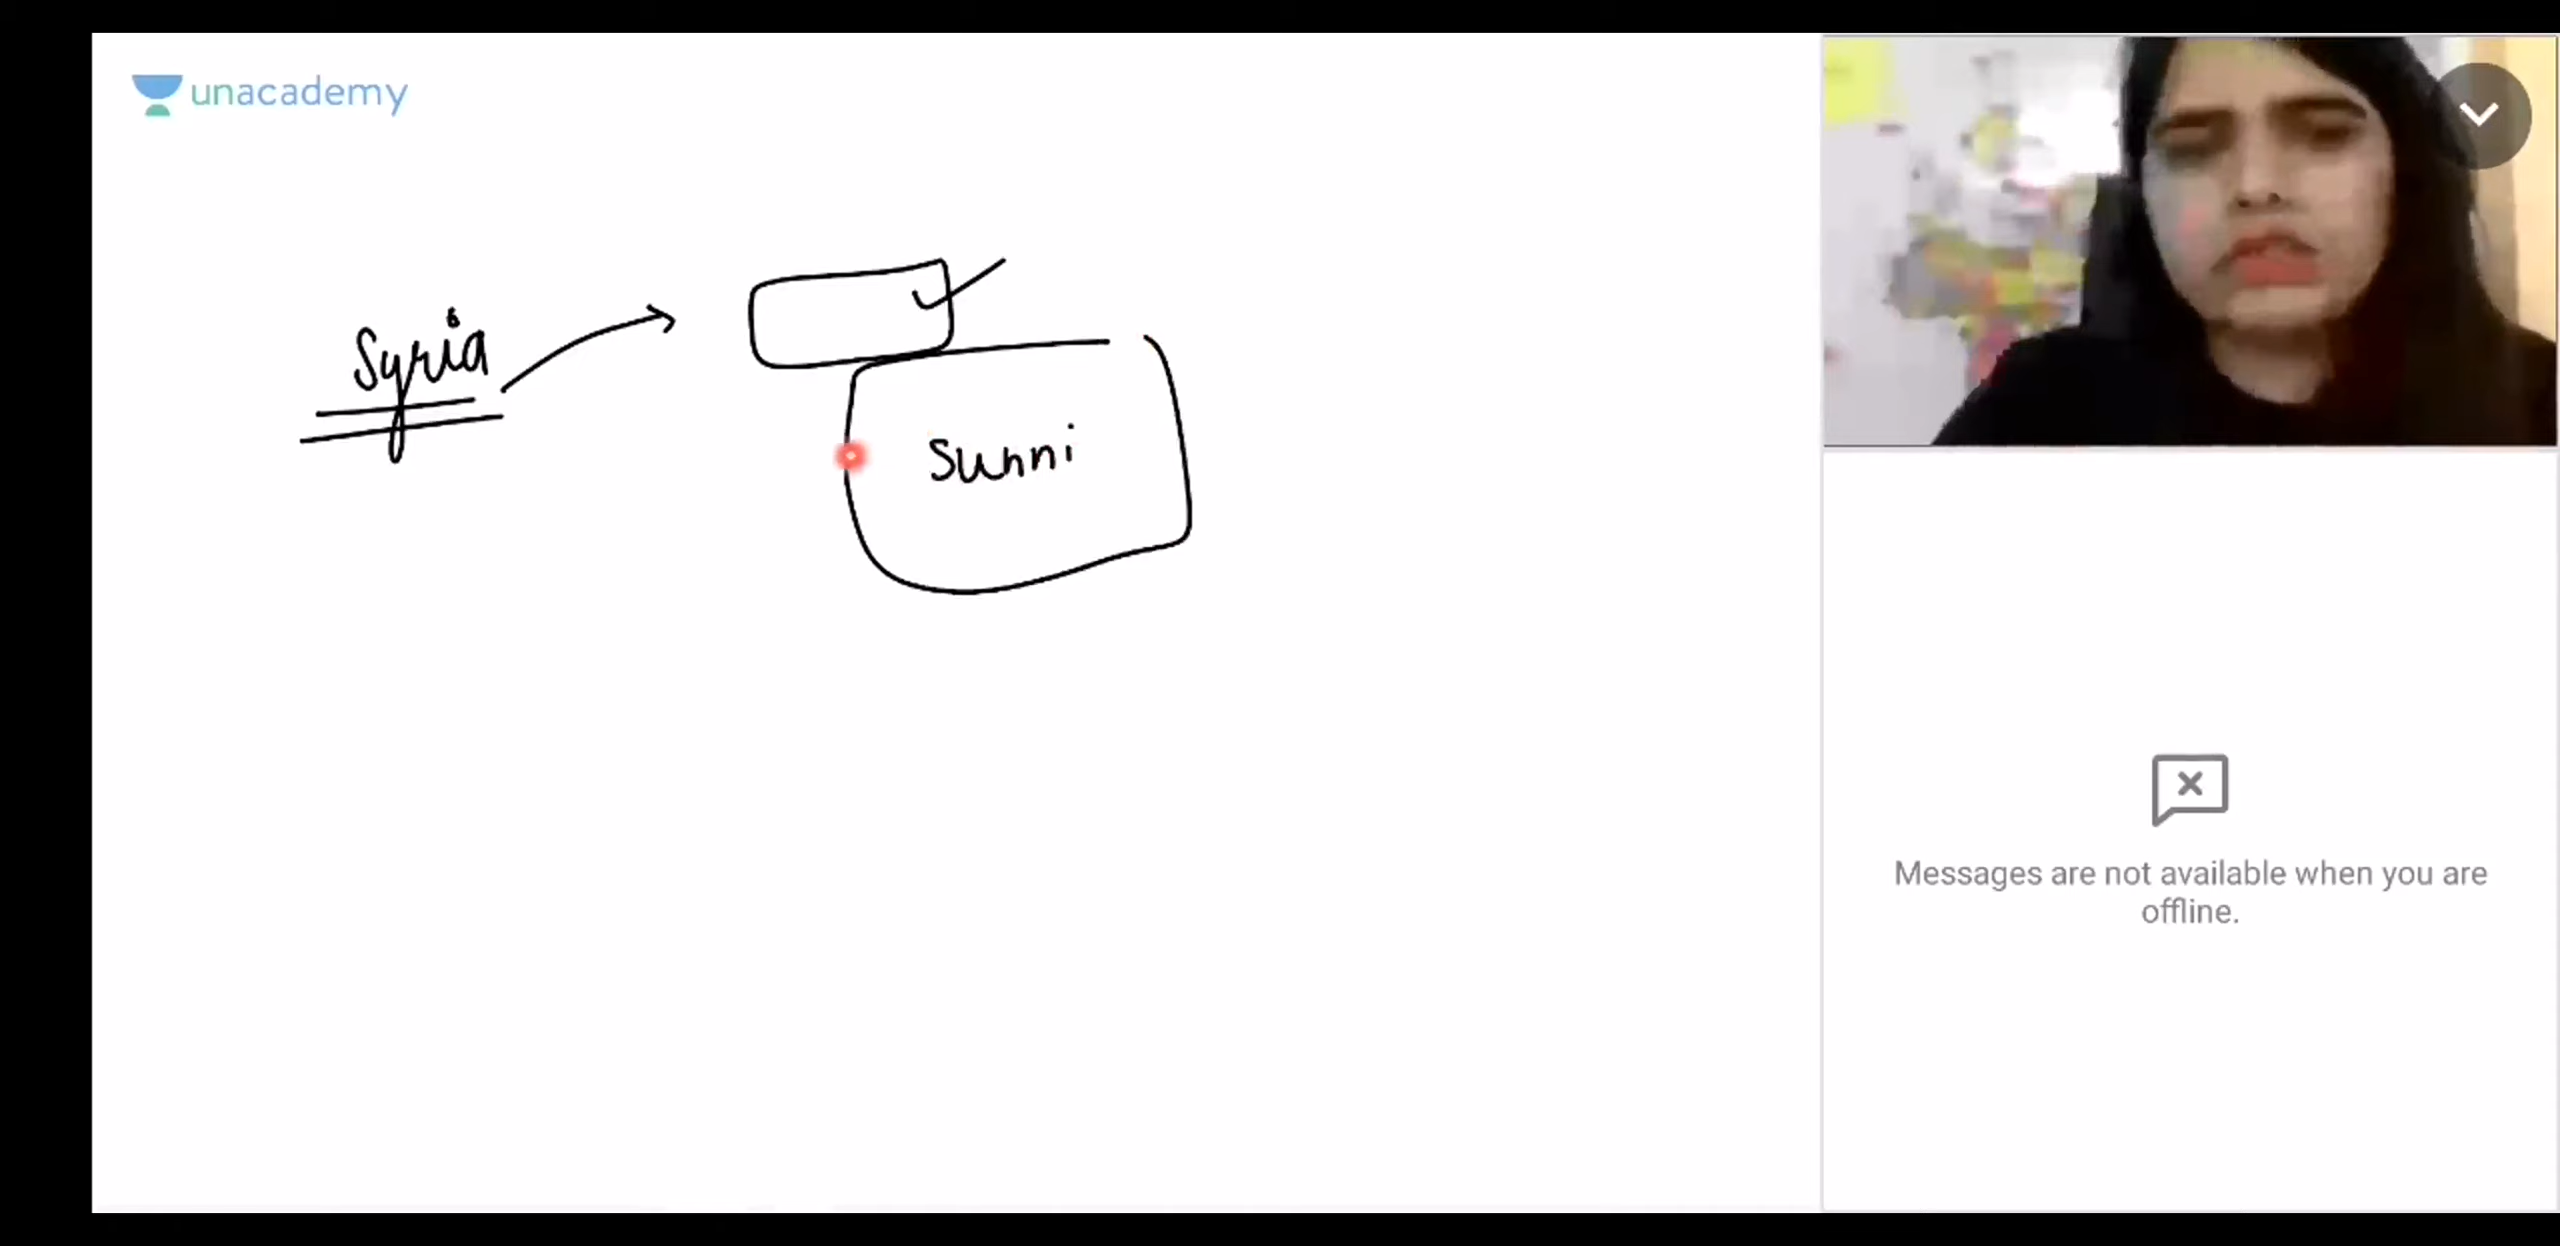 unacademy
Syria
Sunni
Messages are not available when you are
offline.